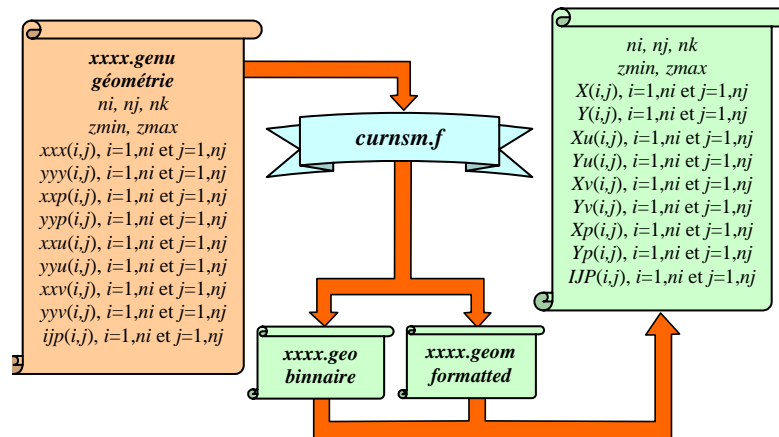 xxxx.genu
géométrie
ni, nj, nk
zmin, zmax
xxx(i,j), i=1,ni et j=1,nj
yyy(i,j), i=1,ni et j=1,nj
xxp(i,j), i=1,ni et j=1,nj
yyp(i,j), i=1,ni et j=1,nj
xxu(i,j), i=1,ni et j=1,nj
yyu(i,j), i=1,ni et j=1,nj
xxv(i,j), i=1,ni et j=1,nj
yyv(i,j), i=1,ni et j=1,nj
ijp(i,j), i=1,ni et j=1,nj
curnsm.f
xxxx.geo
binnaire
xxxx.geom
formatted
ni, nj, nk
zmin, zmax
X(i,j), i=1,ni et j=1,nj
Y(i,j), i=1,ni et j=1,nj
Xu(i,j), i=1,ni et j=1,nj
Yu(i,j), i=1,ni et j=1,nj
Xv(i,j), i=1,ni et j=1,nj
Yv(i,j), i=1,ni et j=1,nj
Xp(i,j), i=1,ni et j=1,nj
Yp(i,j), i=1,ni et j=1,nj
IJP(i,j), i=1,ni et j=1,nj